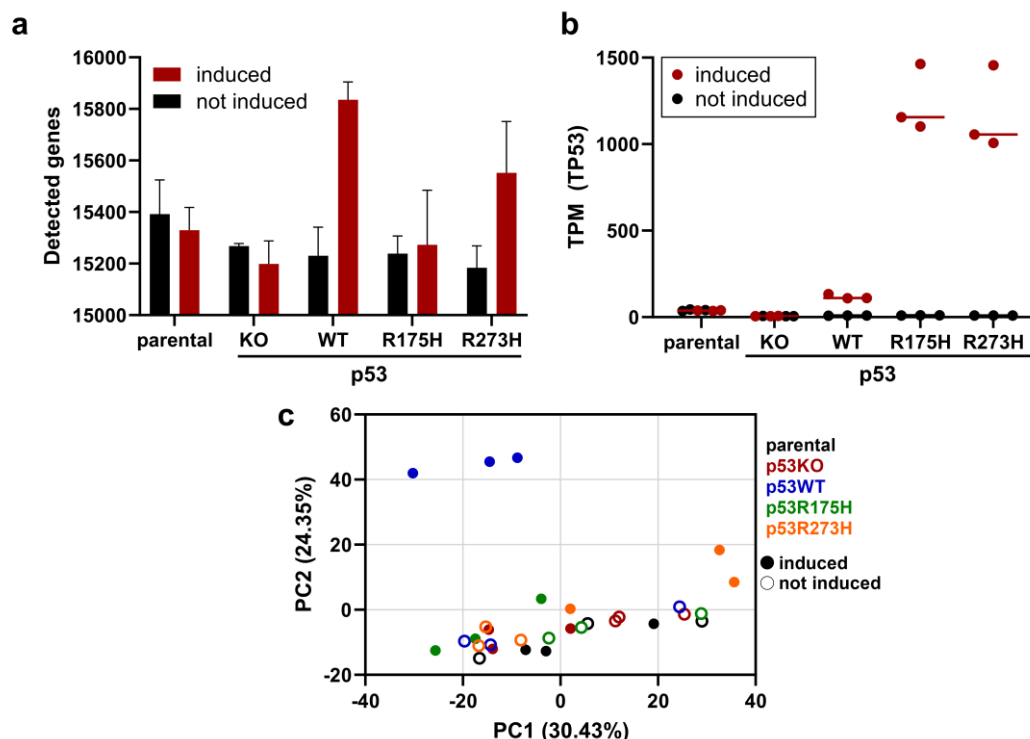 a
Detected genes
16000
15800
15600
15400
15200
15000
induced
not induced
parental KO WT R175H R273H
p53
b
TPM (TP53)
1500
1000
500
0
induced
not induced
parental KO WT R175H R273H
p53
c
PC2 (24.35%)
60
40
20
0
-20
-40 -20 0 20 40
PC1 (30.43%)
parental
p53KO
p53WT
p53R175H
p53R273H
induced
not induced